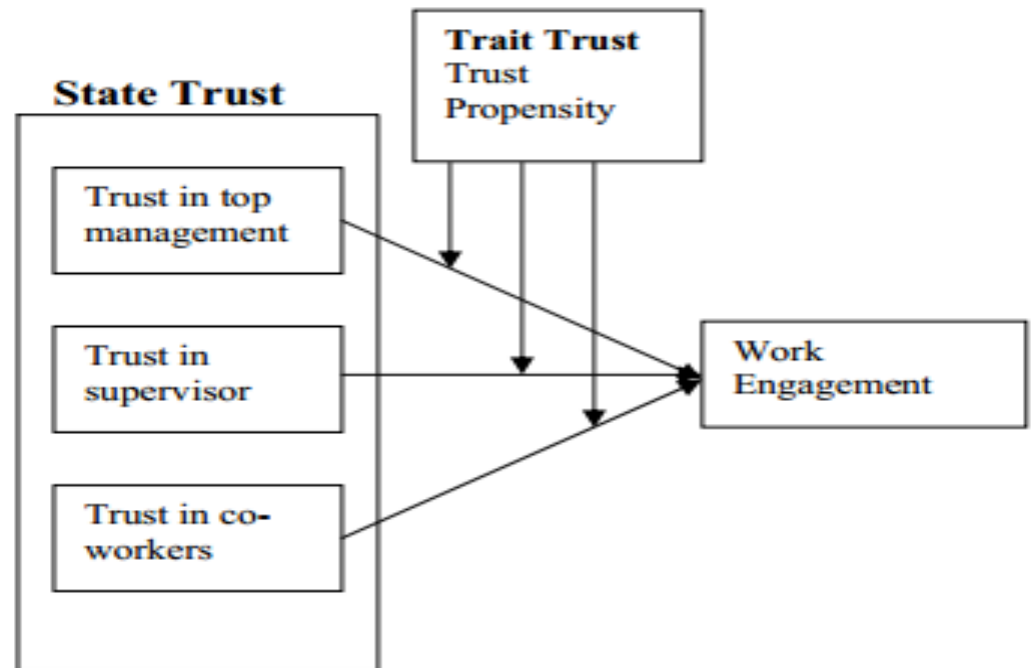 Trait Trust
Trust
Propensity
State Trust
Trust in top
management
Trust in
supervisor
Trust in co-
workers
Work
Engagement